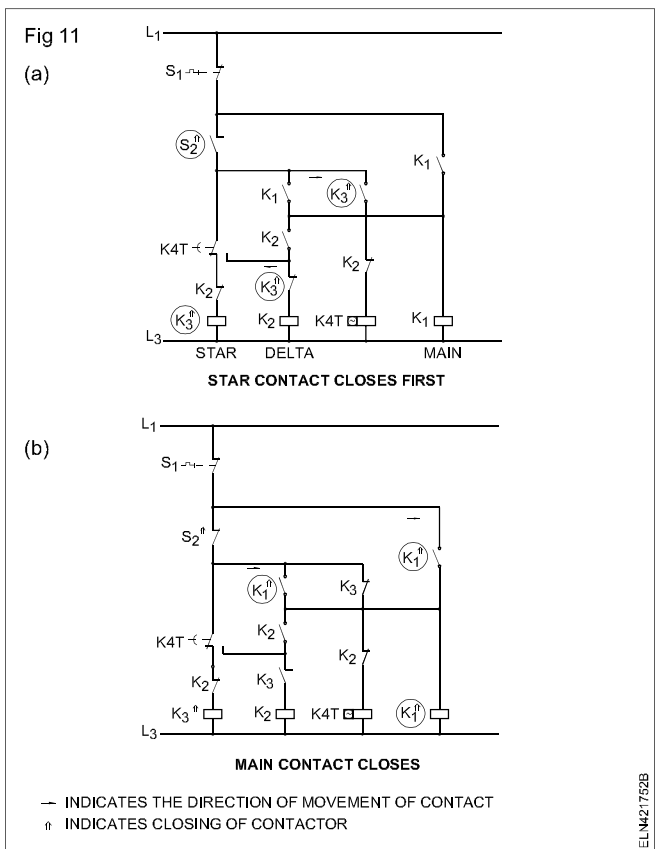 Fig 11
(a)
L1
S1
S2
K1
K1
K3
K4T
K2
K2
K3
K2
K3
K2
K4T
K1
L3
STAR DELTA MAIN
STAR CONTACT CLOSES FIRST
(b)
L1
S1
S2
K1
K1
K3
K4T
K2
K2
K2
K3
K3
K2
K4T
K1
L3
MAIN CONTACT CLOSES
INDICATES THE DIRECTION OF MOVEMENT OF CONTACT
INDICATES CLOSING OF CONTACTOR
ELN421752B